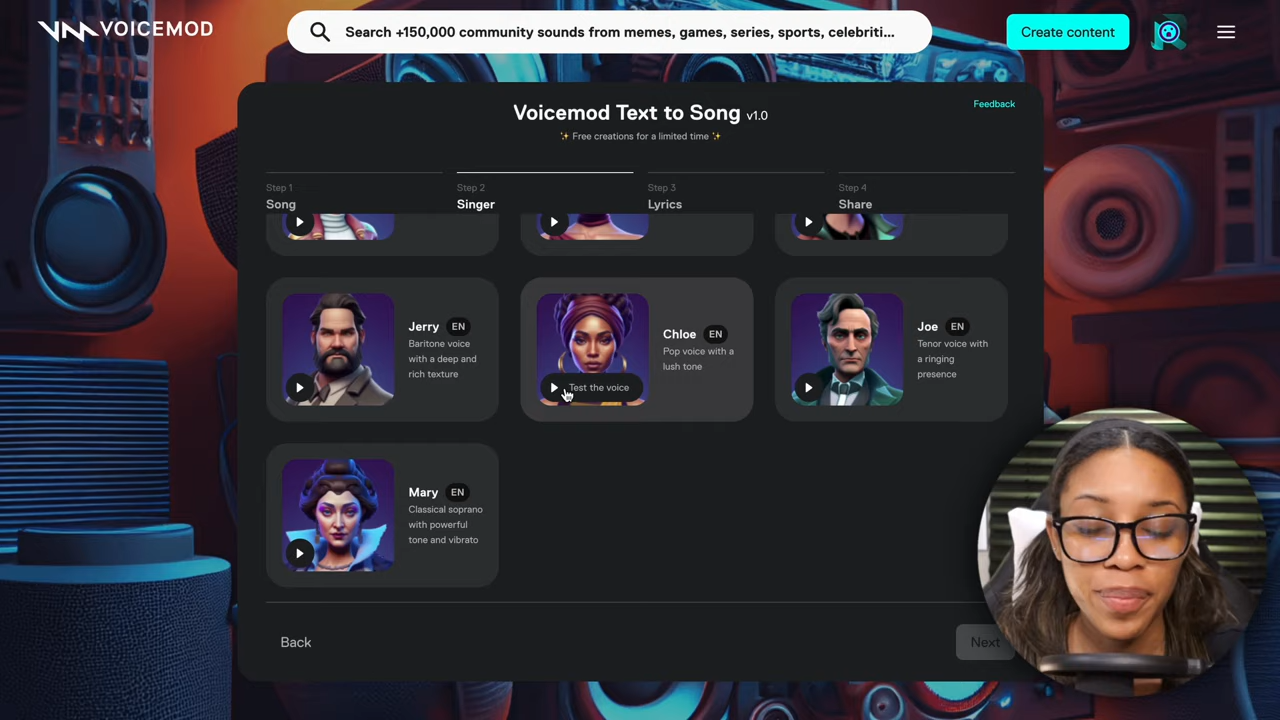 VOICEMOD
Search +150,000 community sounds from memes, games, series, sports, celebriti...
Create content
Feedback
Voicemod Text to Song v1.0
✨ Free creations for a limited time ✨
Step 1
Song
Step 2
Singer
Step 3
Lyrics
Step 4
Share
Jerry EN
Baritone voice
with a deep and
rich texture
Test the voice
Chloe EN
Pop voice with a
lush tone
Joe EN
Tenor voice with
a ringing
presence
Mary EN
Classical soprano
with powerful
tone and vibrato
Back
Next